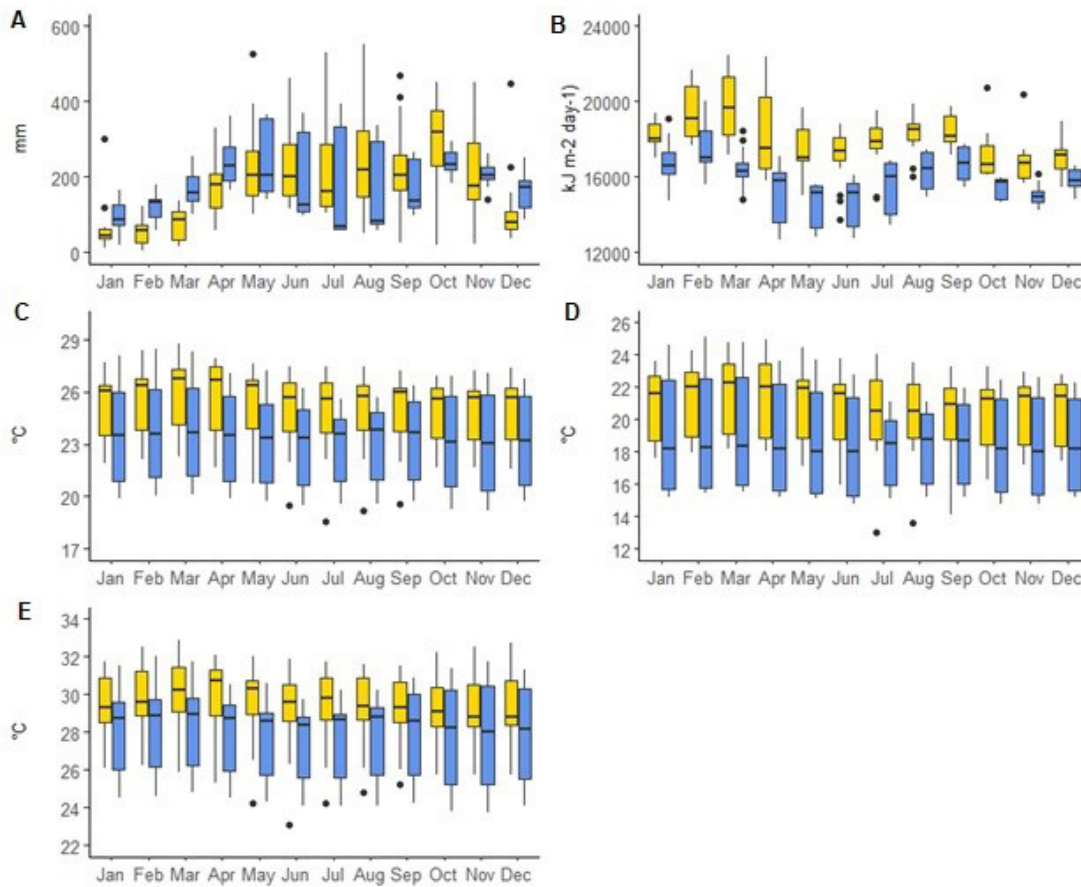 A
600
400
200
0
mm
Jan Feb Mar Apr May Jun Jul Aug Sep Oct Nov Dec
B
24000
20000
16000
12000
kJ m-2 day-1)
Jan Feb Mar Apr May Jun Jul Aug Sep Oct Nov Dec
C
29
26
23
20
17
°C
Jan Feb Mar Apr May Jun Jul Aug Sep Oct Nov Dec
D
26
24
22
20
18
16
14
12
°C
Jan Feb Mar Apr May Jun Jul Aug Sep Oct Nov Dec
E
34
32
30
28
26
24
22
°C
Jan Feb Mar Apr May Jun Jul Aug Sep Oct Nov Dec